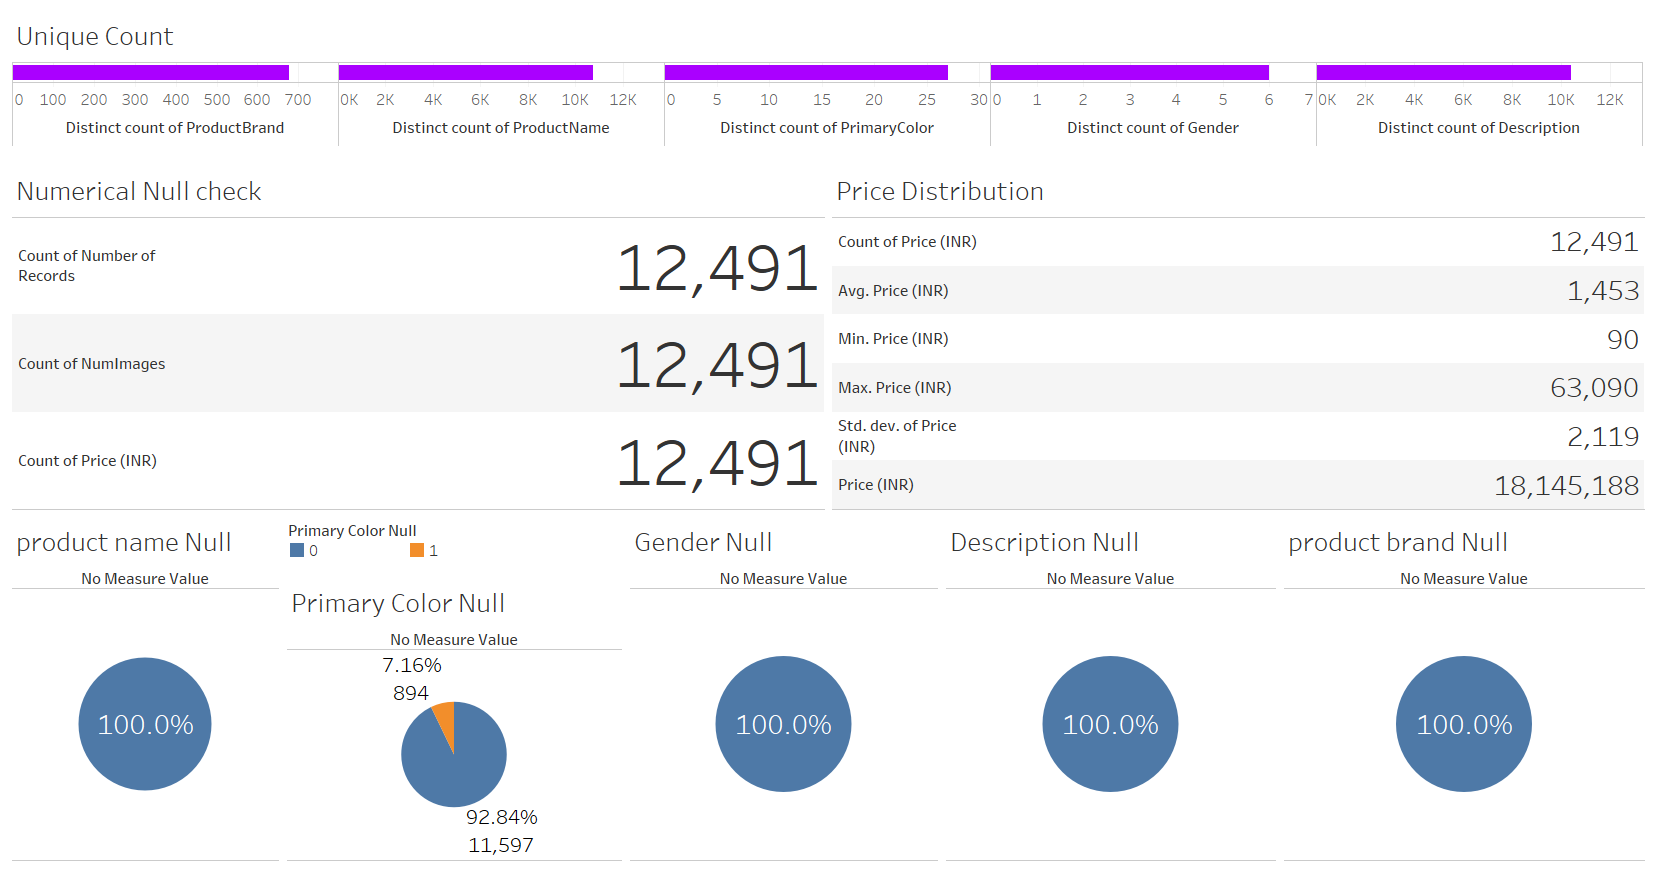 Unique Count
0 100 200 300 400 500 600 700
0K 2K 4K 6K 8K 10K 12K
0 5 10 15 20 25 30
0 1 2 3 4 5 6 7
0K 2K 4K 6K 8K 10K 12K
Distinct count of ProductBrand
Distinct count of ProductName
Distinct count of PrimaryColor
Distinct count of Gender
Distinct count of Description
Numerical Null check
Count of Number of
Records
12,491
Count of NumImages
12,491
Count of Price (INR)
12,491
Price Distribution
Count of Price (INR)
12,491
Avg. Price (INR)
1,453
Min. Price (INR)
90
Max. Price (INR)
63,090
Std. dev. of Price
(INR)
2,119
Price (INR)
18,145,188
product name Null
No Measure Value
100.0%
Primary Color Null
0 1
Primary Color Null
No Measure Value
7.16%
894
92.84%
11,597
Gender Null
No Measure Value
100.0%
Description Null
No Measure Value
100.0%
product brand Null
No Measure Value
100.0%